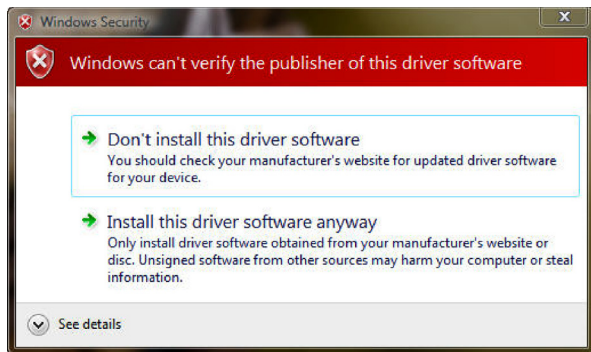 Windows Security
Windows can't verify the publisher of this driver software
Don't install this driver software
You should check your manufacturer's website for updated driver software
for your device.
Install this driver software anyway
Only install driver software obtained from your manufacturer's website or
disc. Unsigned software from other sources may harm your computer or steal
information.
See details